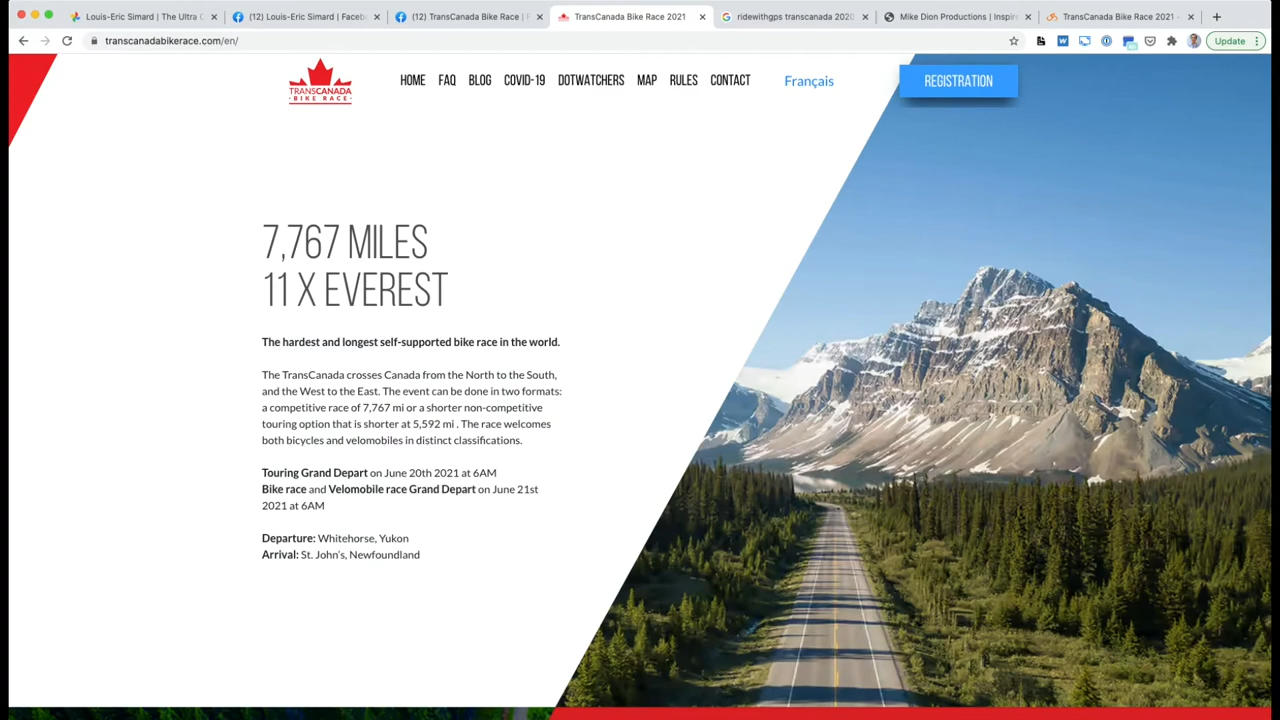 Louis-Eric Simard | The Ultra C
(12) Louis-Eric Simard | Faceb
(12) TransCanada Bike Race | F
TransCanada Bike Race 2021
ridewithgps transcanada 2020
Mike Dion Productions | Inspire
TransCanada Bike Race 2021 -
transcanadabikerace.com/en/
Update
TRANSCANADA
BIKE RACE
HOME FAQ BLOG COVID-19 DOTWATCHERS MAP RULES CONTACT Français REGISTRATION
7,767 MILES
11 X EVEREST
The hardest and longest self-supported bike race in the world.
The TransCanada crosses Canada from the North to the South,
and the West to the East. The event can be done in two formats:
a competitive race of 7,767 mi or a shorter non-competitive
touring option that is shorter at 5,592 mi . The race welcomes
both bicycles and velomobiles in distinct classifications.
Touring Grand Depart on June 20th 2021 at 6AM
Bike race and Velomobile race Grand Depart on June 21st
2021 at 6AM
Departure: Whitehorse, Yukon
Arrival: St. John's, Newfoundland